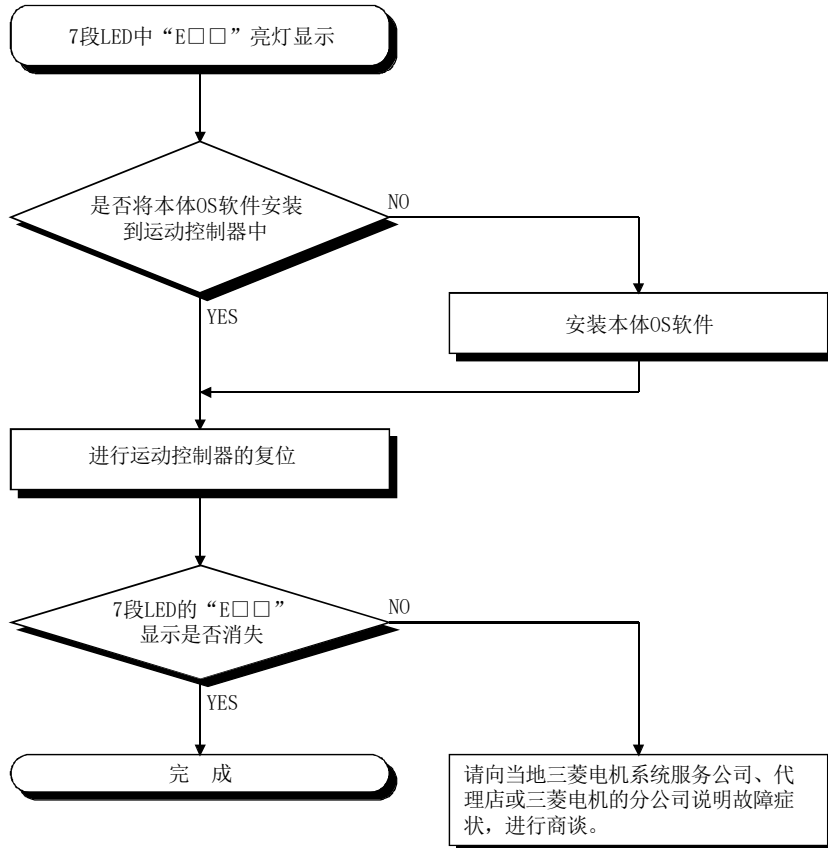 7段LED中“E□□”亮灯显示
是否将本体OS软件安装
到运动控制器中
NO
YES
安装本体OS软件
进行运动控制器的复位
7段LED的“E□□”
显示是否消失
NO
YES
完 成
请向当地三菱电机系统服务公司、代
理店或三菱电机的分公司说明故障症
状，进行商谈。